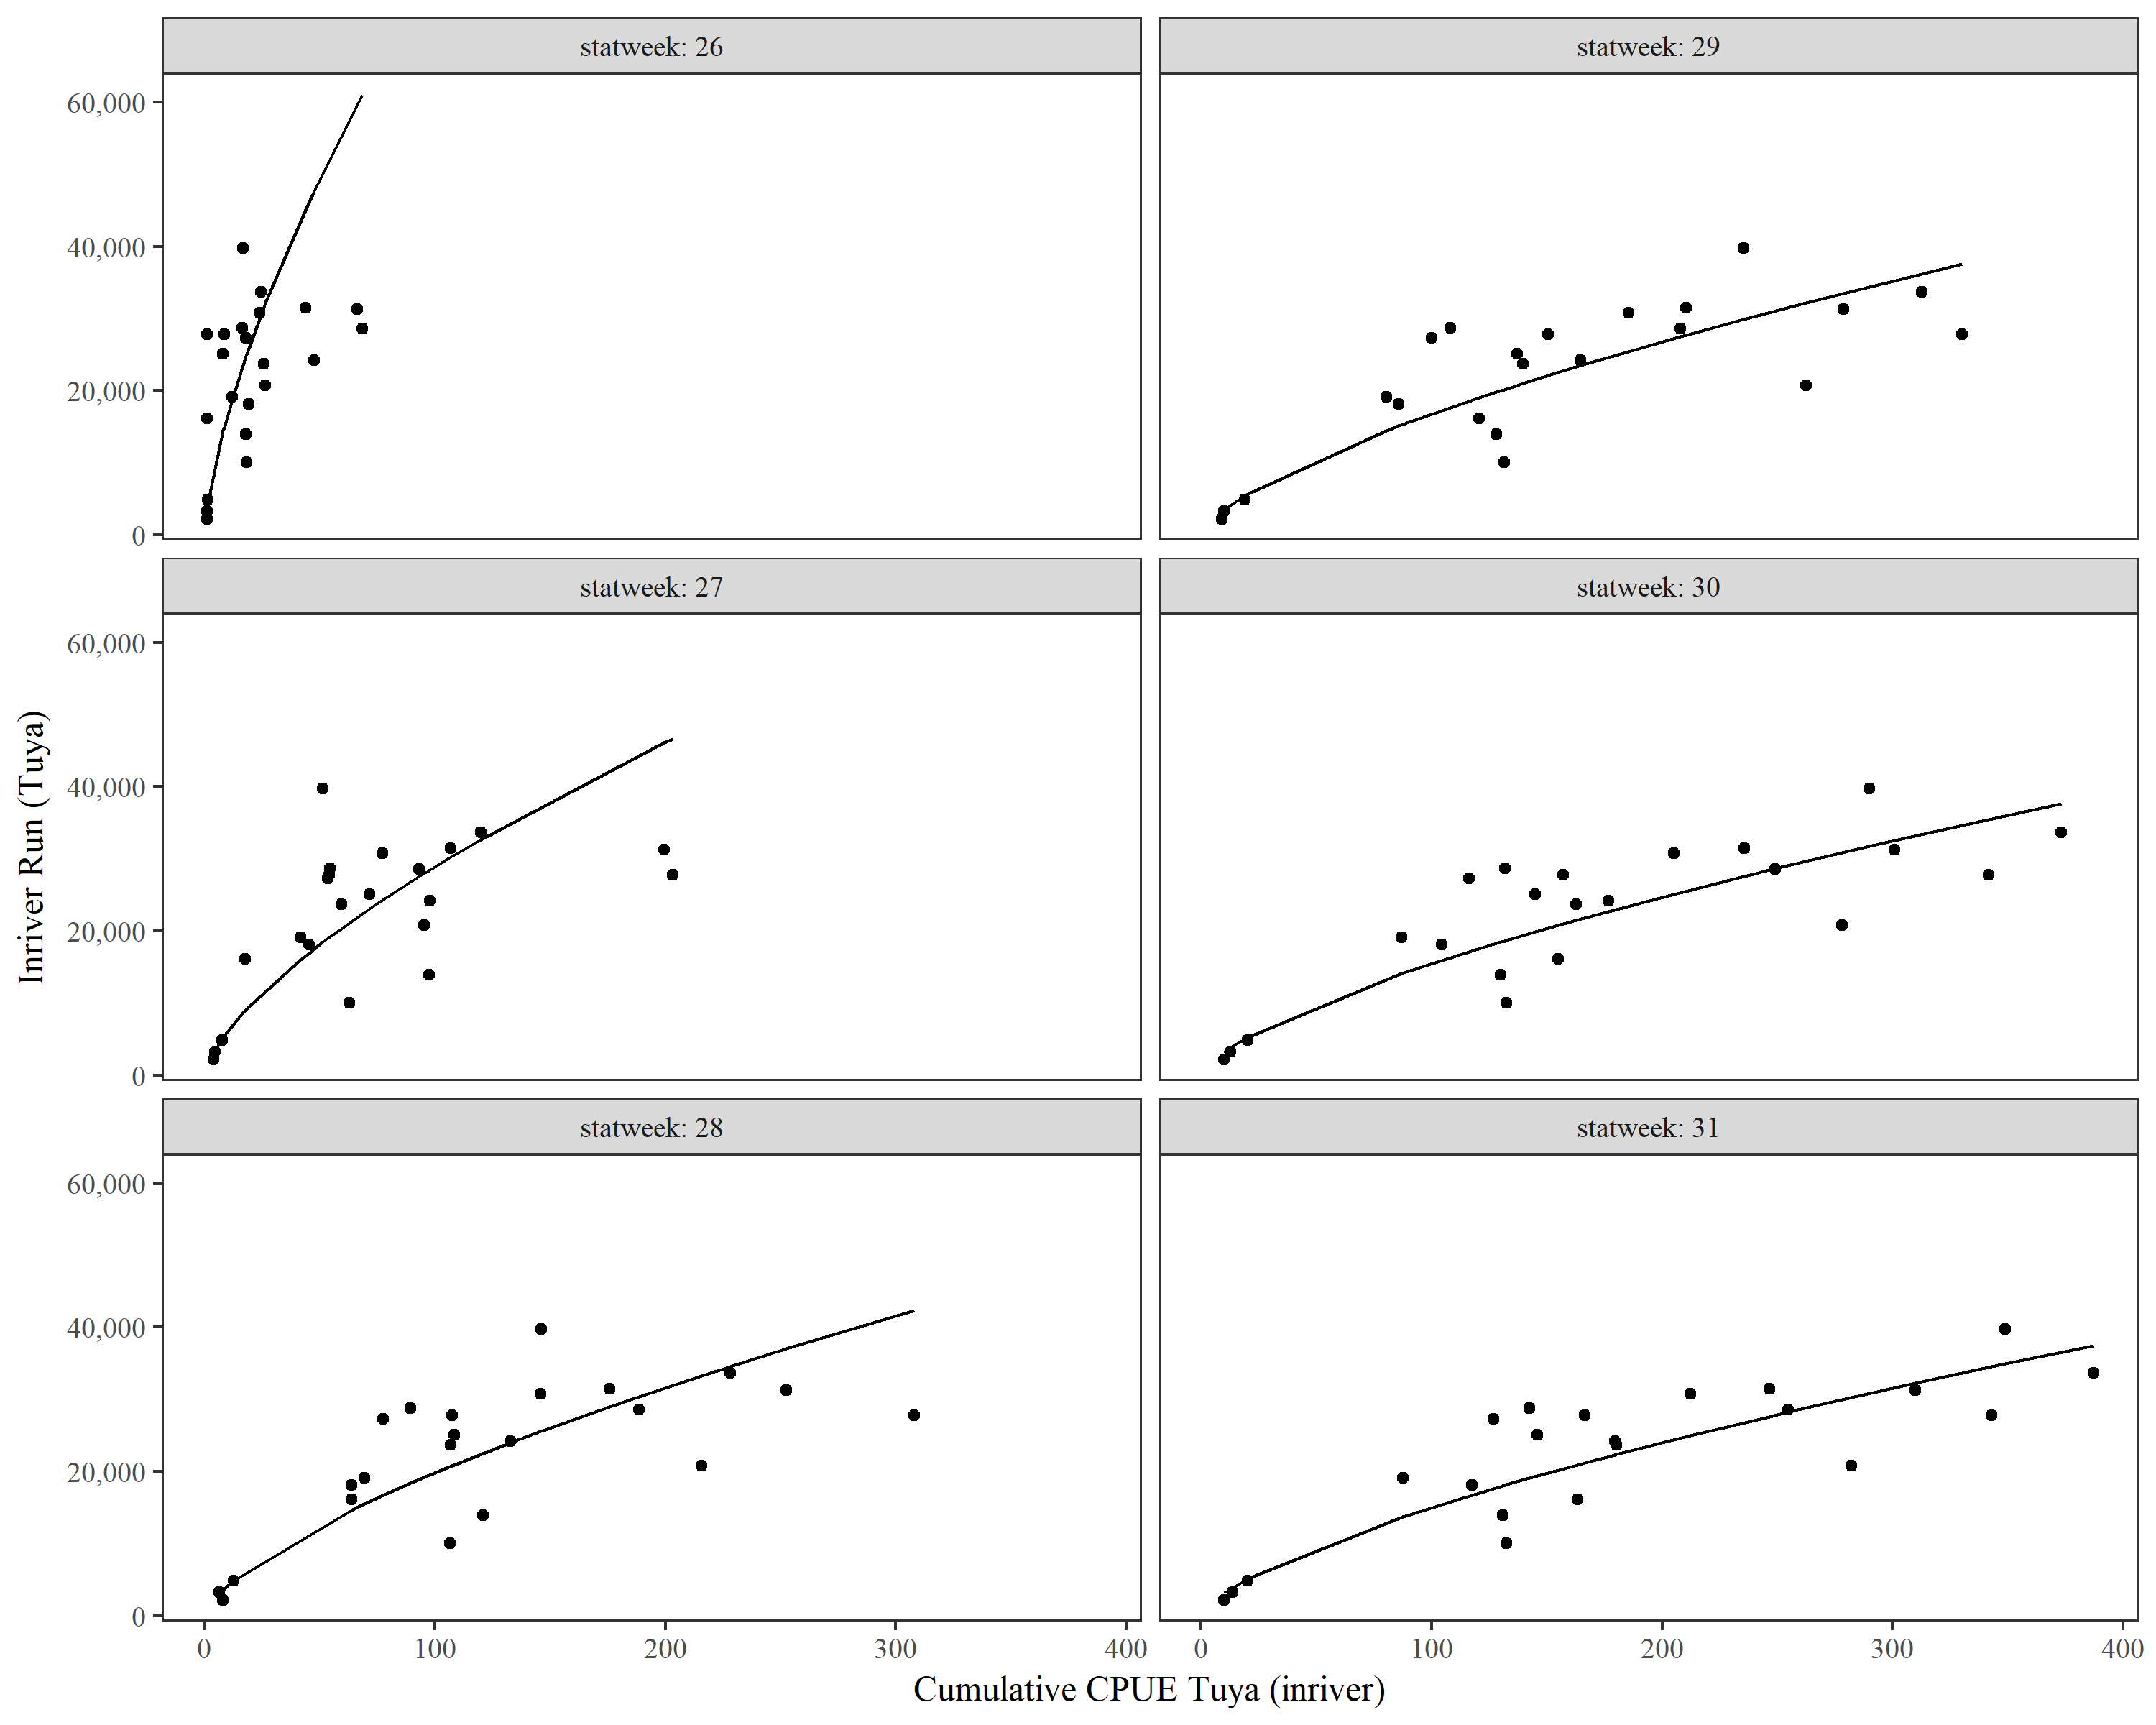 statweek: 26
statweek: 29
60,000
40,000
20,000
0
statweek: 27
statweek: 30
60,000
40,000
20,000
0
statweek: 28
statweek: 31
60,000
40,000
20,000
0
0 100 200 300 400 0 100 200 300 400
Cumulative CPUE Tuya (inriver)
Inriver Run (Tuya)